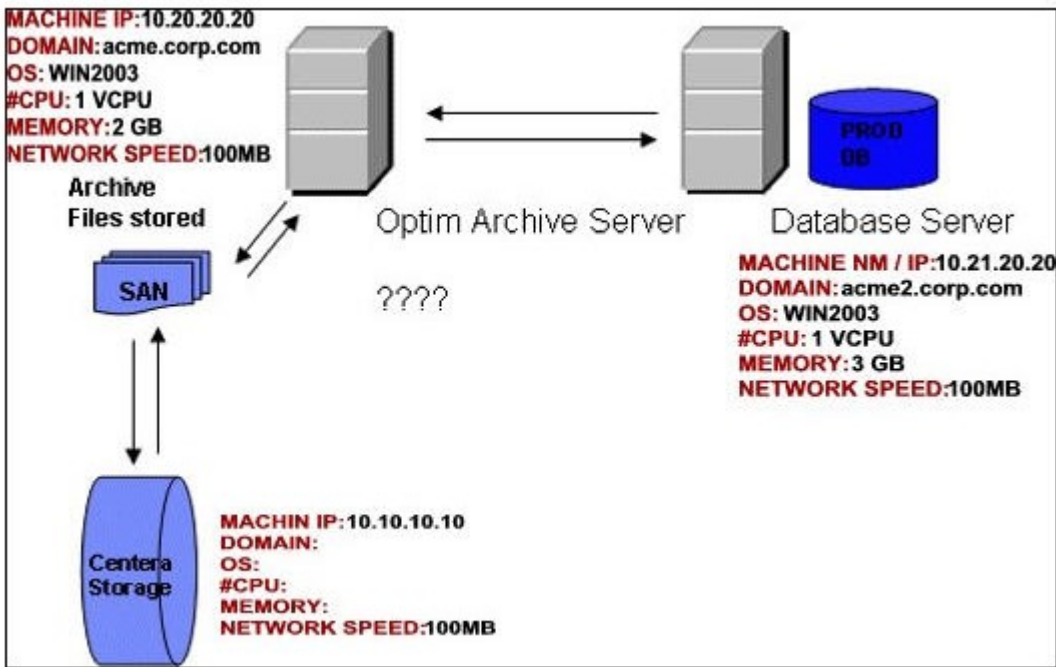 MACHINE IP:10.20.20.20
DOMAIN:acme.corp.com
OS: WIN2003
#CPU: 1 VCPU
MEMORY:2 GB
NETWORK SPEED:100MB
Archive
Files stored
SAN
Optim Archive Server
????
PROD
DB
Database Server
MACHINE NM / IP:10.21.20.20
DOMAIN:acme2.corp.com
OS: WIN2003
#CPU: 1 VCPU
MEMORY:3 GB
NETWORK SPEED:100MB
Centera
Storage
MACHIN IP:10.10.10.10
DOMAIN:
OS:
#CPU:
MEMORY:
NETWORK SPEED:100MB